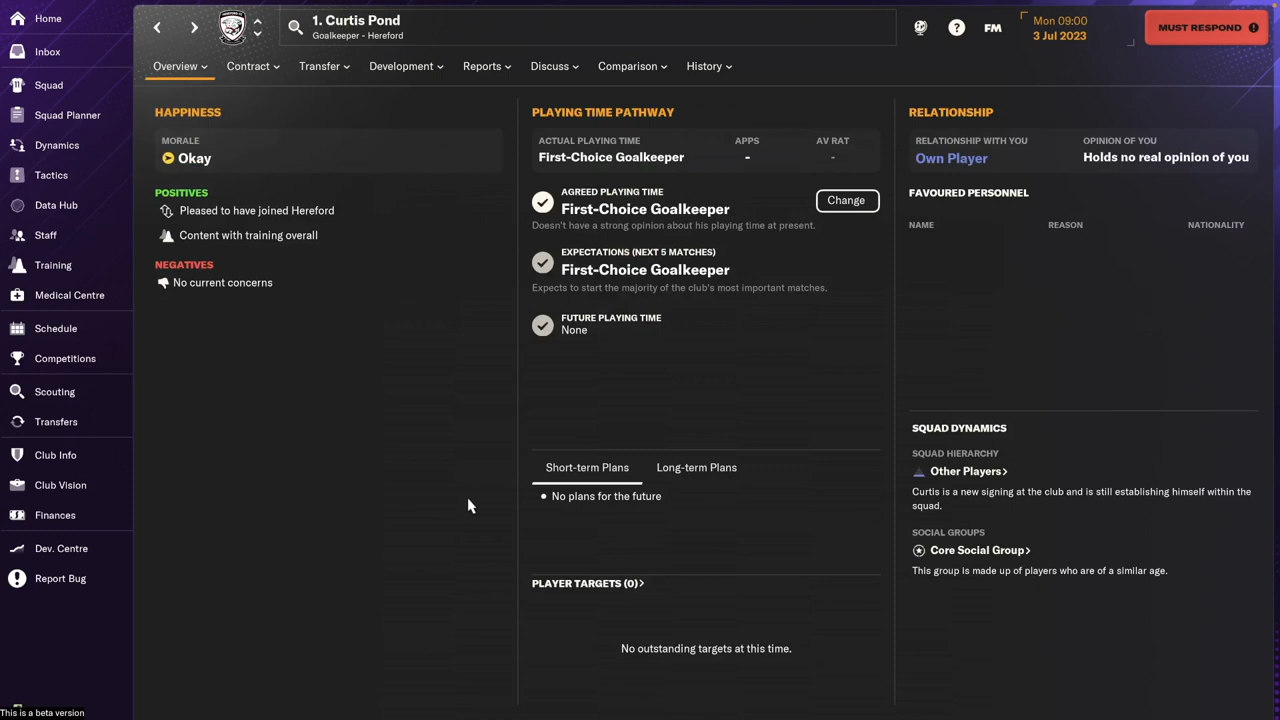 Home
Inbox
Squad
Squad Planner
Dynamics
Tactics
Data Hub
Staff
Training
Medical Centre
Schedule
Competitions
Scouting
Transfers
Club Info
Club Vision
Finances
Dev. Centre
Report Bug
This is a beta version
1. Curtis Pond
Goalkeeper - Hereford
FM
Mon 09:00
3 Jul 2023
MUST RESPOND
Overview Contract Transfer Development Reports Discuss Comparison History
HAPPINESS
MORALE
Okay
POSITIVES
Pleased to have joined Hereford
Content with training overall
NEGATIVES
No current concerns
PLAYING TIME PATHWAY
ACTUAL PLAYING TIME APPS AV RAT
First-Choice Goalkeeper - -
AGREED PLAYING TIME
First-Choice Goalkeeper
Change
Doesn't have a strong opinion about his playing time at present.
EXPECTATIONS (NEXT 5 MATCHES)
First-Choice Goalkeeper
Expects to start the majority of the club's most important matches.
FUTURE PLAYING TIME
None
Short-term Plans Long-term Plans
No plans for the future
PLAYER TARGETS (0)>
No outstanding targets at this time.
RELATIONSHIP
RELATIONSHIP WITH YOU OPINION OF YOU
Own Player Holds no real opinion of you
FAVOURED PERSONNEL
NAME REASON NATIONALITY
SQUAD DYNAMICS
SQUAD HIERARCHY
Other Players>
Curtis is a new signing at the club and is still establishing himself within the
squad.
SOCIAL GROUPS
Core Social Group>
This group is made up of players who are of a similar age.